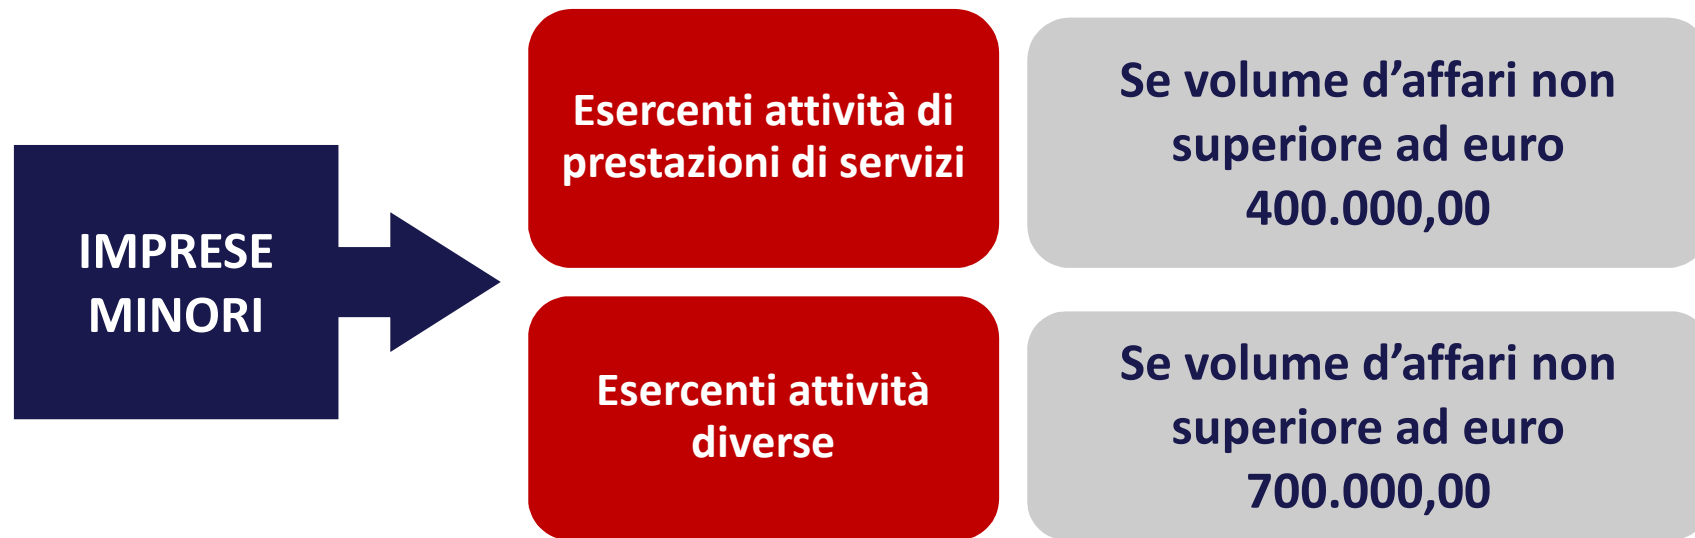 IMPRESE
MINORI
Esercenti attività di
prestazioni di servizi
Se volume d’affari non
superiore ad euro
400.000,00
Esercenti attività
diverse
Se volume d’affari non
superiore ad euro
700.000,00